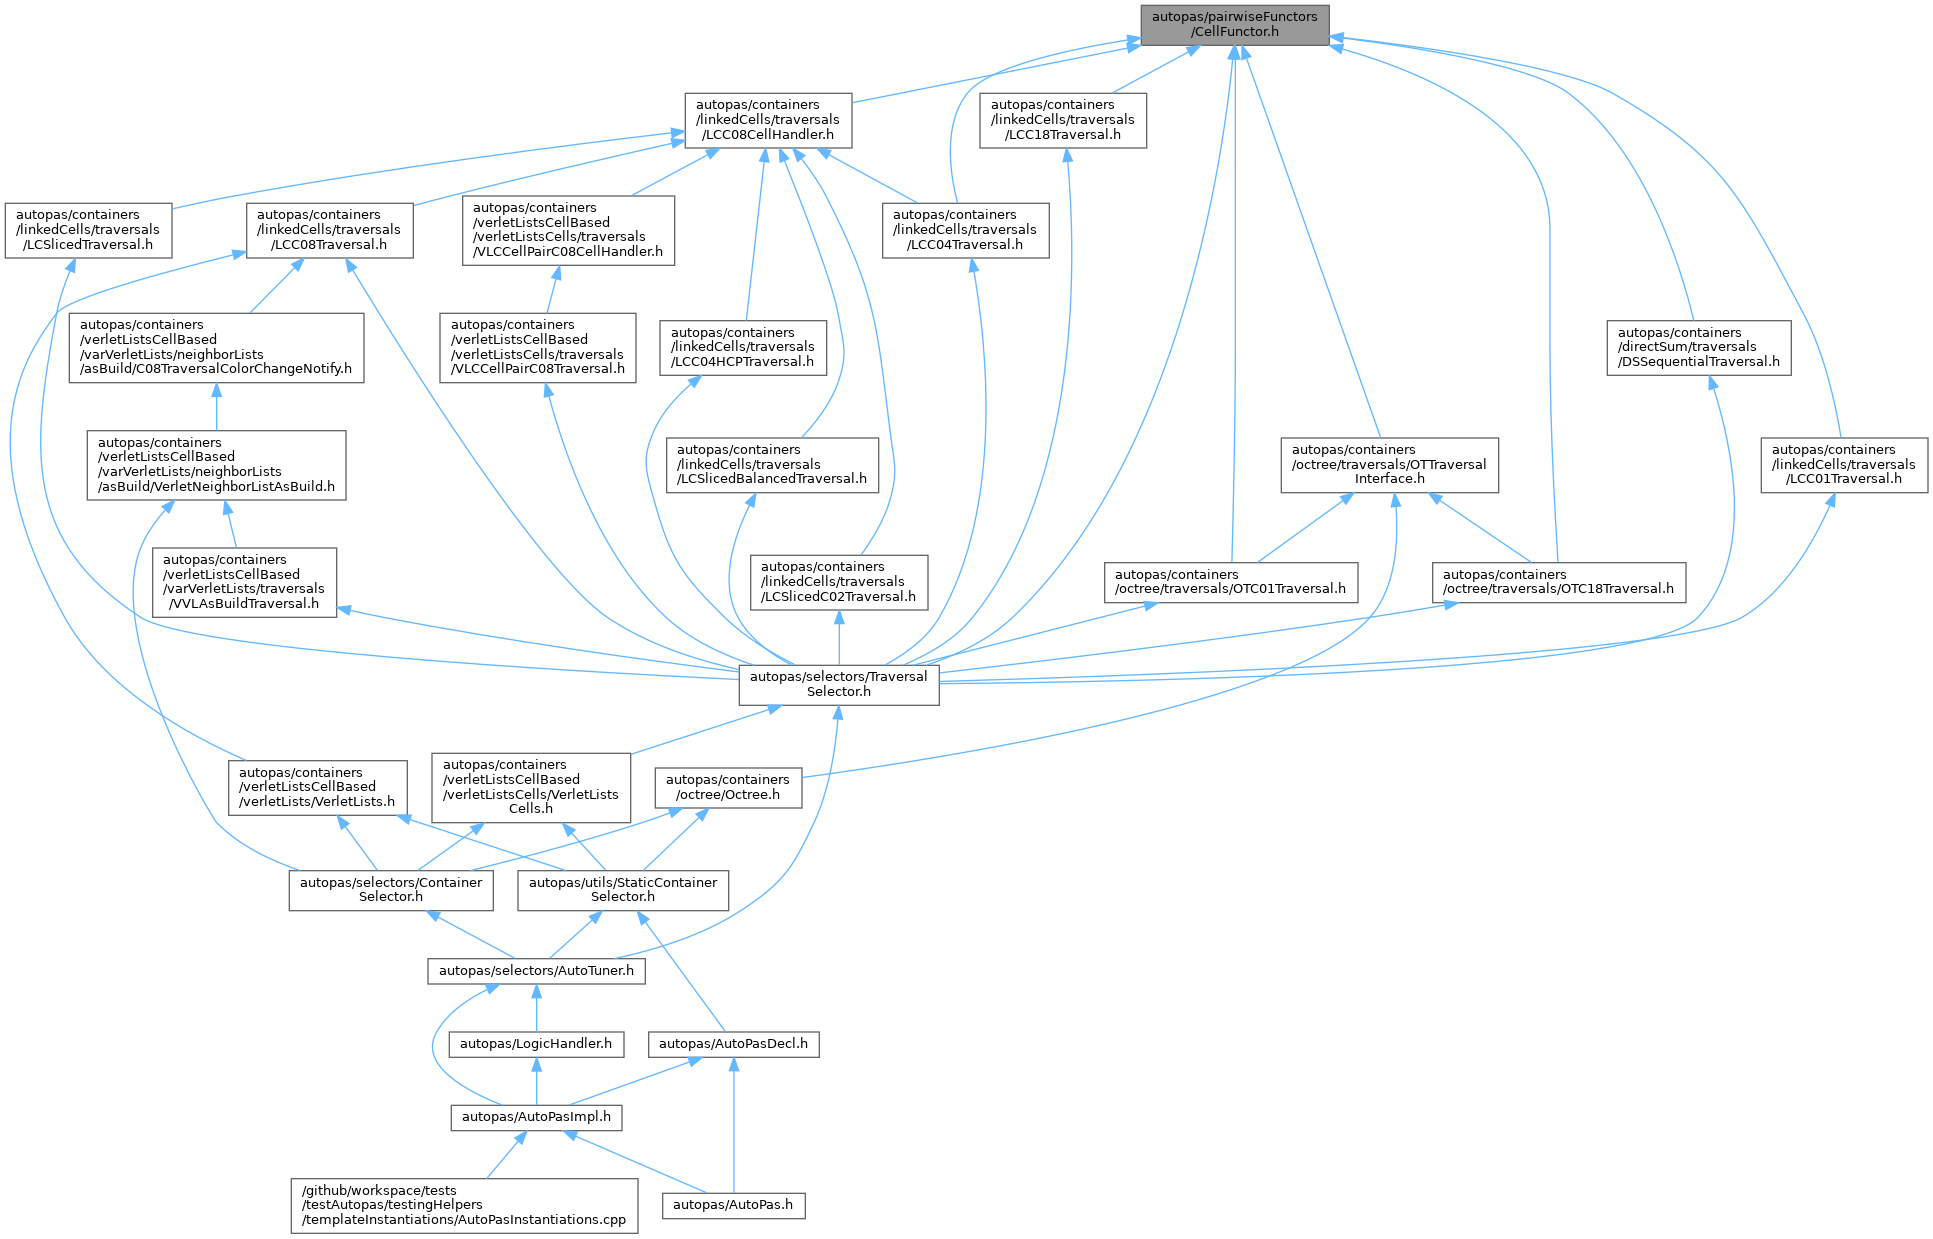 autopas/pairwiseFunctors
/CellFunctor.h
autopas/containers
/linkedCells/traversals
/LCC08CellHandler.h
autopas/containers
/linkedCells/traversals
/LCC18Traversal.h
autopas/containers
/linkedCells/traversals
/LCSlicedTraversal.h
autopas/containers
/linkedCells/traversals
/LCC08Traversal.h
autopas/containers
/verletListsCellBased
/verletListsCells/traversals
/VLCCellPairC08CellHandler.h
autopas/containers
/linkedCells/traversals
/LCC04Traversal.h
autopas/containers
/verletListsCellBased
/varVerletLists/neighborLists
/asBuild/C08TraversalColorChangeNotify.h
autopas/containers
/verletListsCellBased
/verletListsCells/traversals
/VLCCellPairC08Traversal.h
autopas/containers
/linkedCells/traversals
/LCC04HCPTraversal.h
autopas/containers
/directSum/traversals
/DSSequentialTraversal.h
autopas/containers
/verletListsCellBased
/varVerletLists/neighborLists
/asBuild/VerletNeighborListAsBuild.h
autopas/containers
/linkedCells/traversals
/LCSlicedBalancedTraversal.h
autopas/containers
/octree/traversals/OTTraversal
Interface.h
autopas/containers
/linkedCells/traversals
/LCC01Traversal.h
autopas/containers
/verletListsCellBased
/varVerletLists/traversals
/VVLAsBuildTraversal.h
autopas/containers
/linkedCells/traversals
/LCSlicedC02Traversal.h
autopas/containers
/octree/traversals/OTC01Traversal.h
autopas/containers
/octree/traversals/OTC18Traversal.h
autopas/selectors/Traversal
Selector.h
autopas/containers
/verletListsCellBased
/verletLists/VerletLists.h
autopas/containers
/verletListsCellBased
/verletListsCells/VerletLists
Cells.h
autopas/containers
/octree/Octree.h
autopas/selectors/Container
Selector.h
autopas/utils/StaticContainer
Selector.h
autopas/selectors/AutoTuner.h
autopas/LogicHandler.h
autopas/AutoPasDecl.h
autopas/AutoPasImpl.h
/github/workspace/tests
/testAutopas/testingHelpers
/templateInstantiations/AutoPasInstantiations.cpp
autopas/AutoPas.h